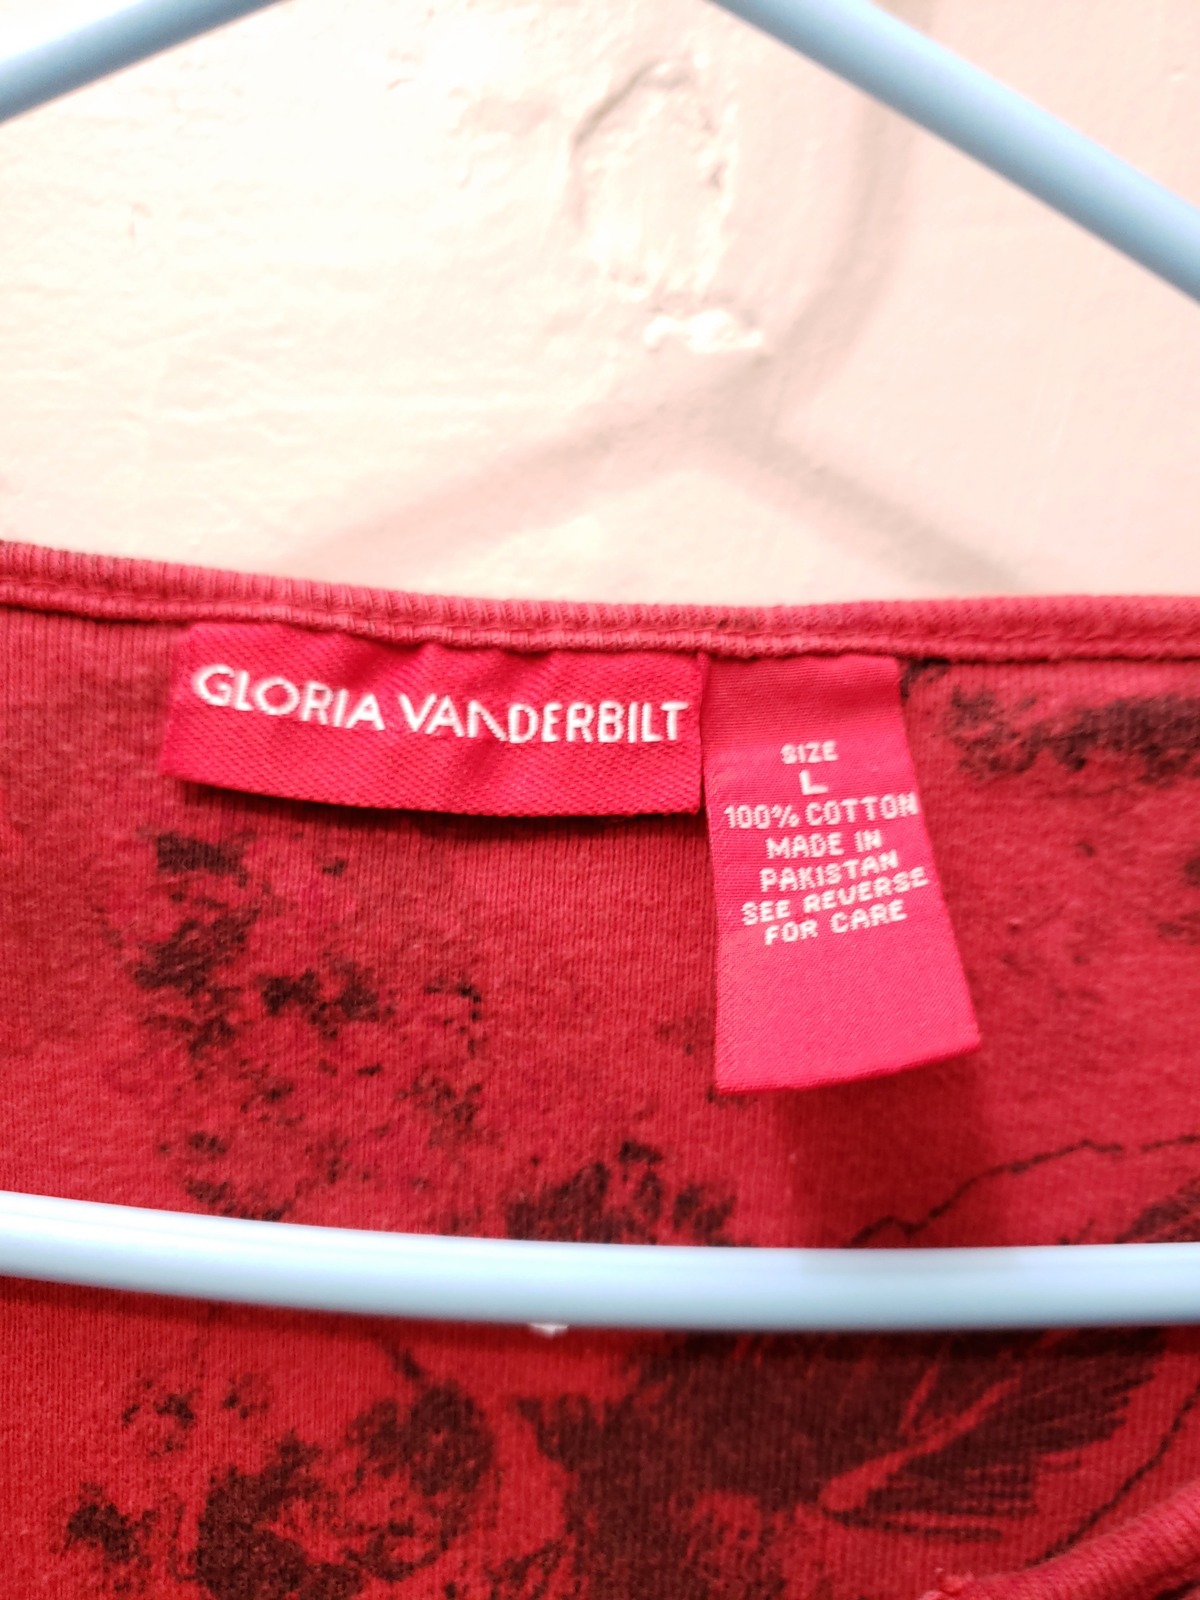 GLORIA VANDERBILT
SIZE
L
100% COTTON
MADE IN
PAKISTAN
SEE REVERSE
FOR CARE